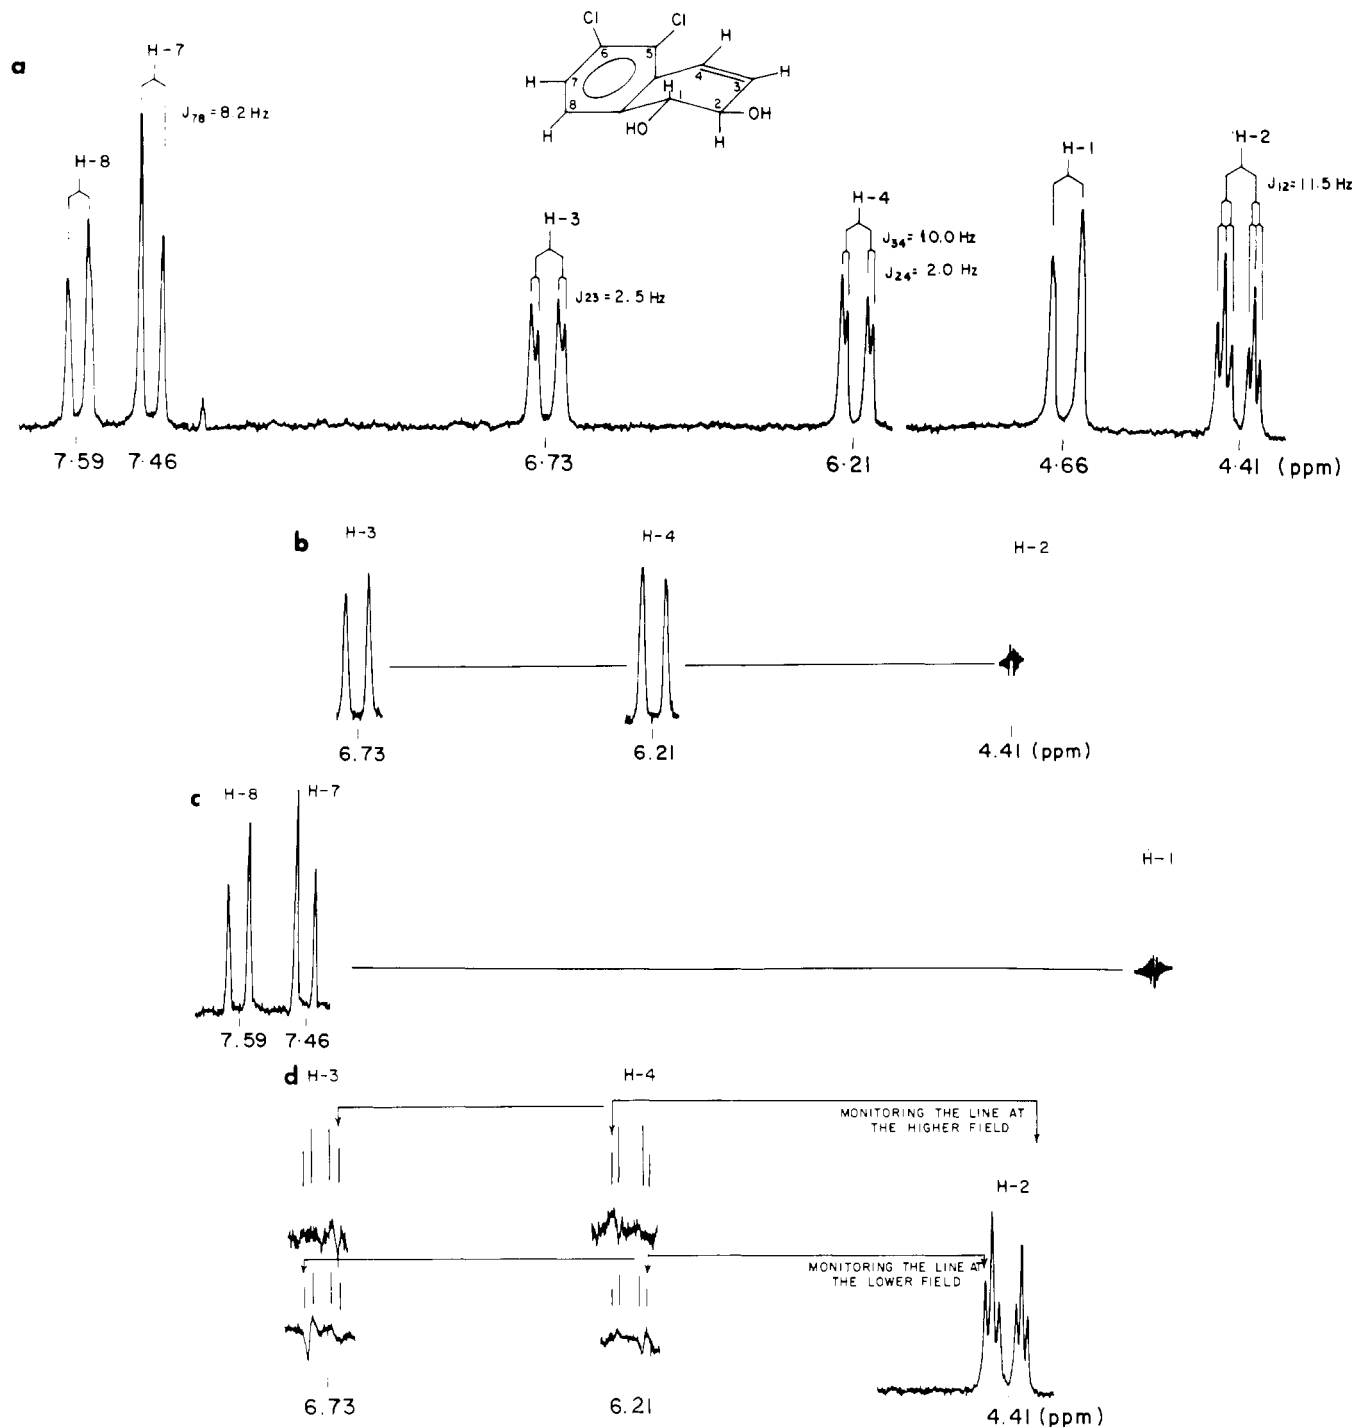 a
Cl
Cl
H
6
5
4
H
H
7
8
H
1
3
2
OH
HO
H
H
H-7
J78=8.2 Hz
H-8
H-3
J23=2.5 Hz
H-4
J34=10.0 Hz
J24=2.0 Hz
H-1
H-2
J12=11.5 Hz
7.59
7.46
6.73
6.21
4.66
4.41 (ppm)
b
H-3
H-4
H-2
6.73
6.21
4.41 (ppm)
c
H-8
H-7
H-1
7.59
7.46
d
H-3
H-4
MONITORING THE LINE AT
THE HIGHER FIELD
H-2
MONITORING THE LINE AT
THE LOWER FIELD
6.73
6.21
4.41 (ppm)